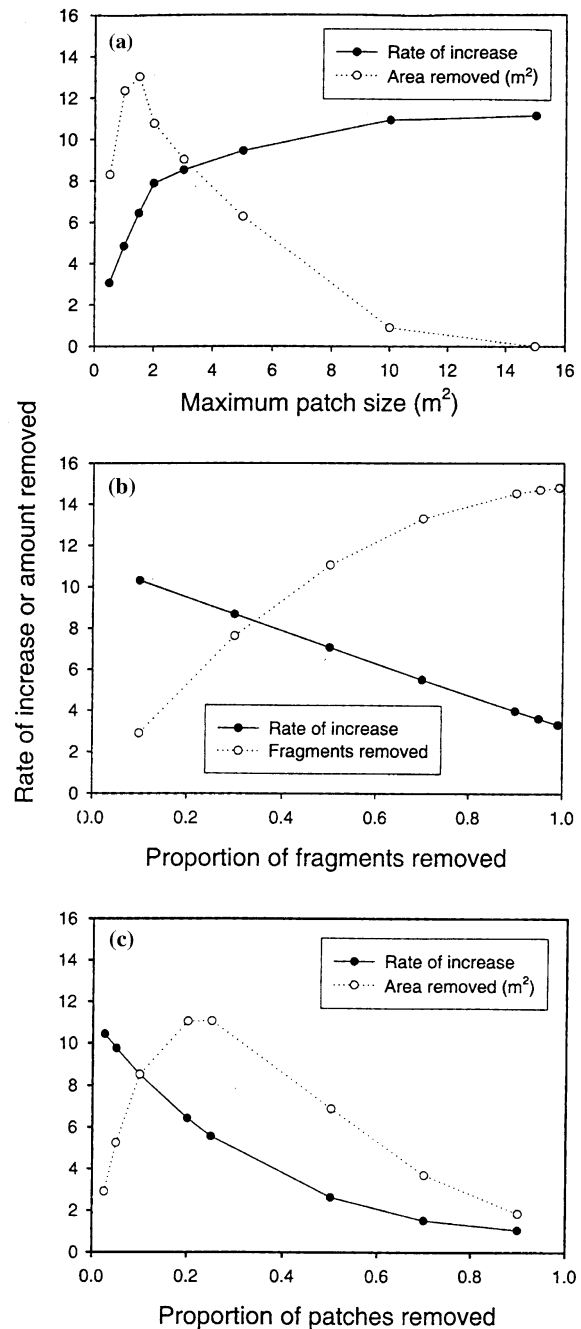 (a)
Rate of increase
Area removed (m²)
16
14
12
10
8
6
4
2
0
0 2 4 6 8 10 12 14 16
Maximum patch size (m²)
Rate of increase or amount removed
(b)
16
14
12
10
8
6
4
2
0
Rate of increase
Fragments removed
0.0 0.2 0.4 0.6 0.8 1.0
Proportion of fragments removed
(c)
Rate of increase
Area removed (m²)
16
14
12
10
8
6
4
2
0
0.0 0.2 0.4 0.6 0.8 1.0
Proportion of patches removed